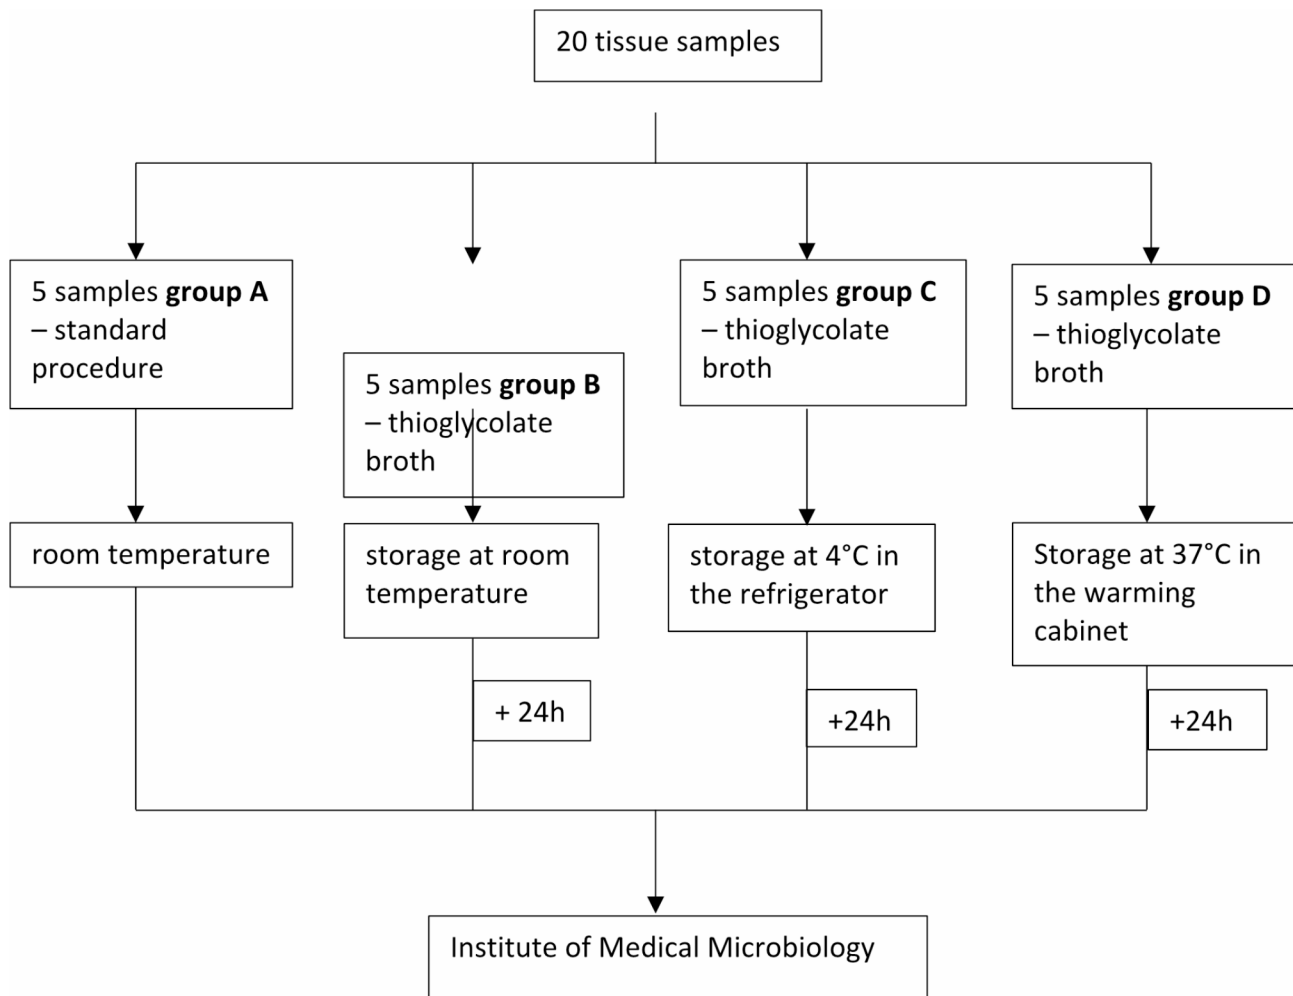 20 tissue samples
5 samples group A
– standard
procedure
5 samples group B
– thioglycolate
broth
5 samples group C
– thioglycolate
broth
5 samples group D
– thioglycolate
broth
room temperature
storage at room
temperature
storage at 4°C in
the refrigerator
Storage at 37°C in
the warming
cabinet
+ 24h
+24h
+24h
Institute of Medical Microbiology